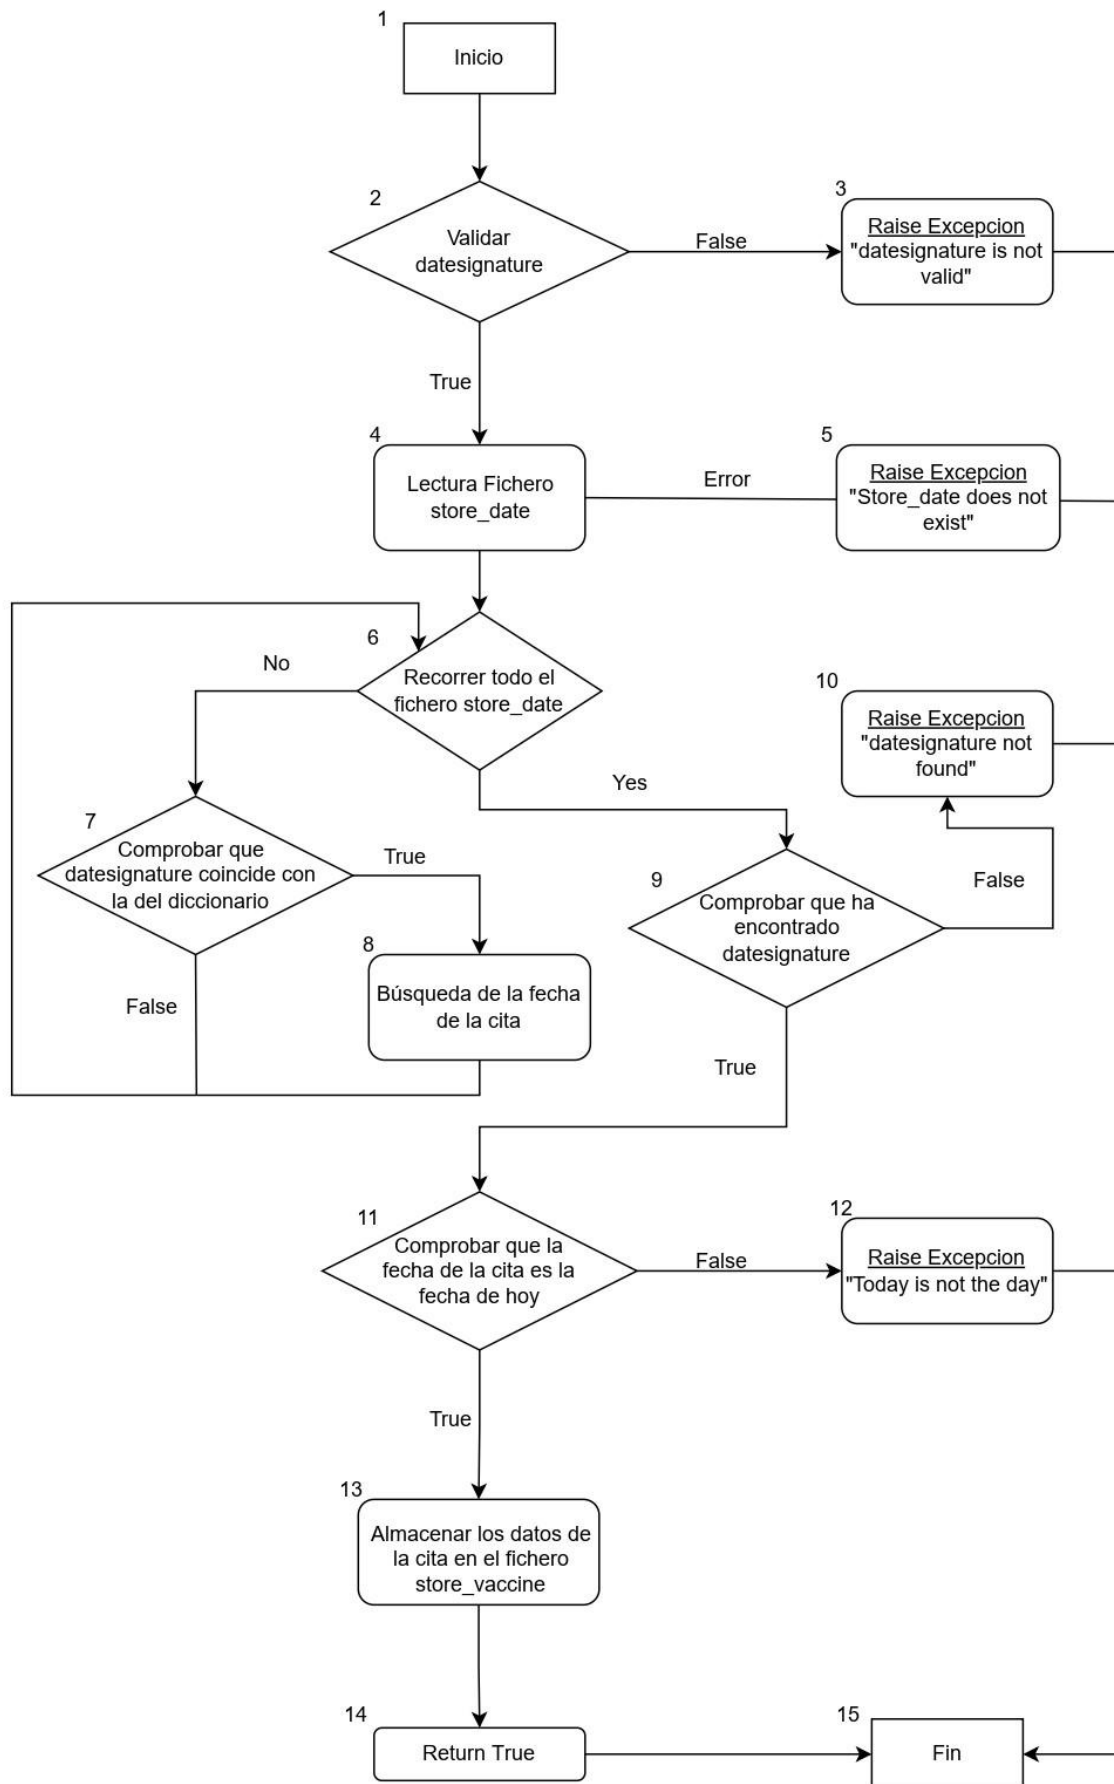 1
Inicio
2
Validar
datesignature
False
3
Raise Excepcion
"datesignature is not
valid"
True
4
Lectura Fichero
store_date
Error
5
Raise Excepcion
"Store_date does not
exist"
6
Recorrer todo el
fichero store_date
No
Yes
7
Comprobar que
datesignature coincide con
la del diccionario
True
False
8
Búsqueda de la fecha
de la cita
9
Comprobar que ha
encontrado
datesignature
False
10
Raise Excepcion
"datesignature not
found"
True
11
Comprobar que la
fecha de la cita es la
fecha de hoy
False
12
Raise Excepcion
"Today is not the day"
True
13
Almacenar los datos de
la cita en el fichero
store_vaccine
14
Return True
15
Fin